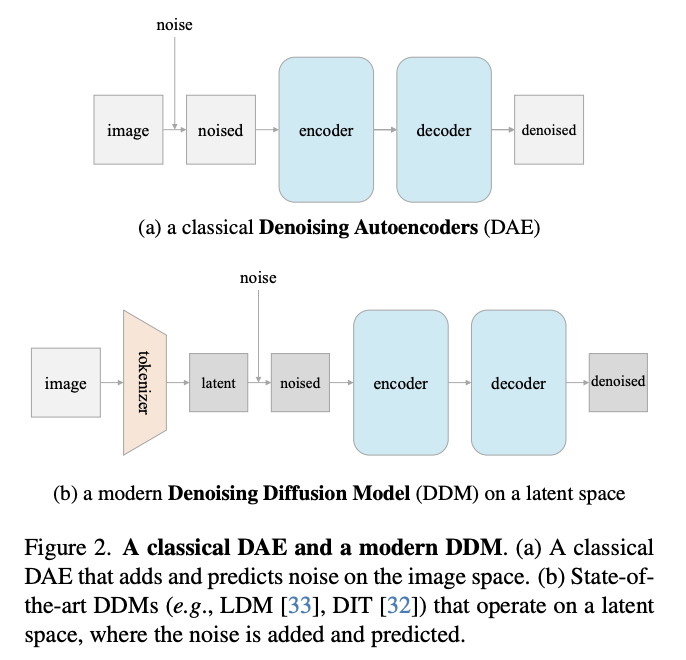 noise
image
noised
encoder
decoder
denoised
(a) a classical Denoising Autoencoders (DAE)
noise
image
tokenizer
latent
noised
encoder
decoder
denoised
(b) a modern Denoising Diffusion Model (DDM) on a latent space
Figure 2. A classical DAE and a modern DDM. (a) A classical
DAE that adds and predicts noise on the image space. (b) State-of-
the-art DDMs (e.g., LDM [33], DIT [32]) that operate on a latent
space, where the noise is added and predicted.